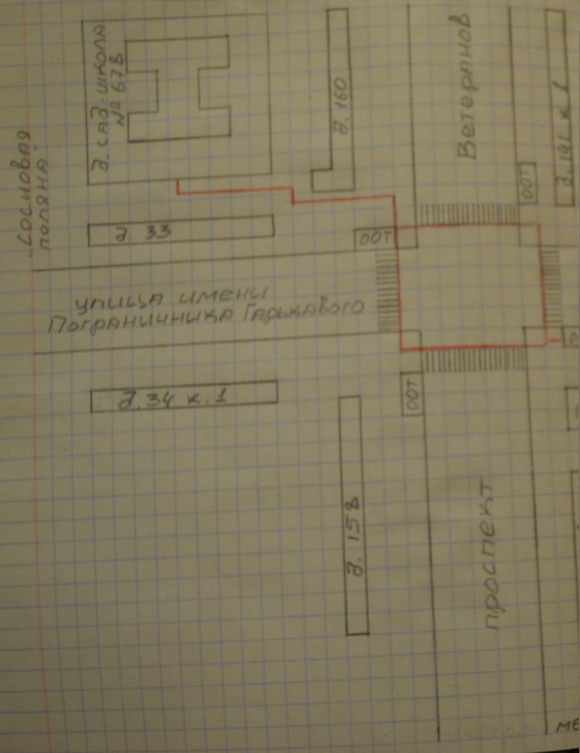 „СОСНОВАЯ
ПОЛЯНА"
д. САД-ШКОЛА
№ 678
д. 160
Ветеранов
д. 141 к 1
ООТ
д. 33
ООТ
улица имени
Пограничника Гарькавого
д. 34 к. 1
ООТ
д. 158
проспект
МЕ